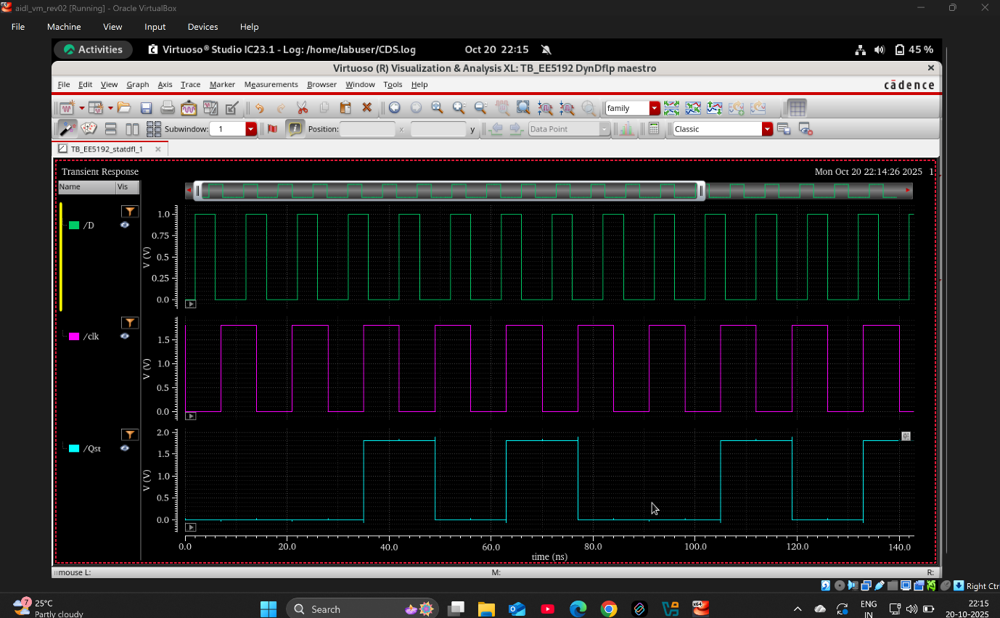 aidl_vm_rev02 [Running] - Oracle VirtualBox
File Machine View Input Devices Help
Activities Virtuoso® Studio IC23.1 - Log: /home/labuser/CDS.log Oct 20 22:15 45 %
Virtuoso (R) Visualization & Analysis XL: TB_EE5192 DynDflp maestro ×
File Edit View Graph Axis Trace Marker Measurements Browser Window Tools Help cādence
family
Subwindow: 1 Position: x y Data Point Classic
TB_EE5192_statdfl_1
Transient Response Mon Oct 20 22:14:26 2025 1
Name Vis
/D
1.0
0.75
0.5
0.25
0.0
V (V)
/clk
1.5
1.0
0.5
0.0
V (V)
/Qst
2.0
1.5
1.0
0.5
0.0
V (V)
0.0 20.0 40.0 60.0 80.0 100.0 120.0 140.0
time (ns)
mouse L: M: R:
Right Ctr
7 25°C
Partly cloudy
Search
X64
ENG
IN
22:15
20-10-2025